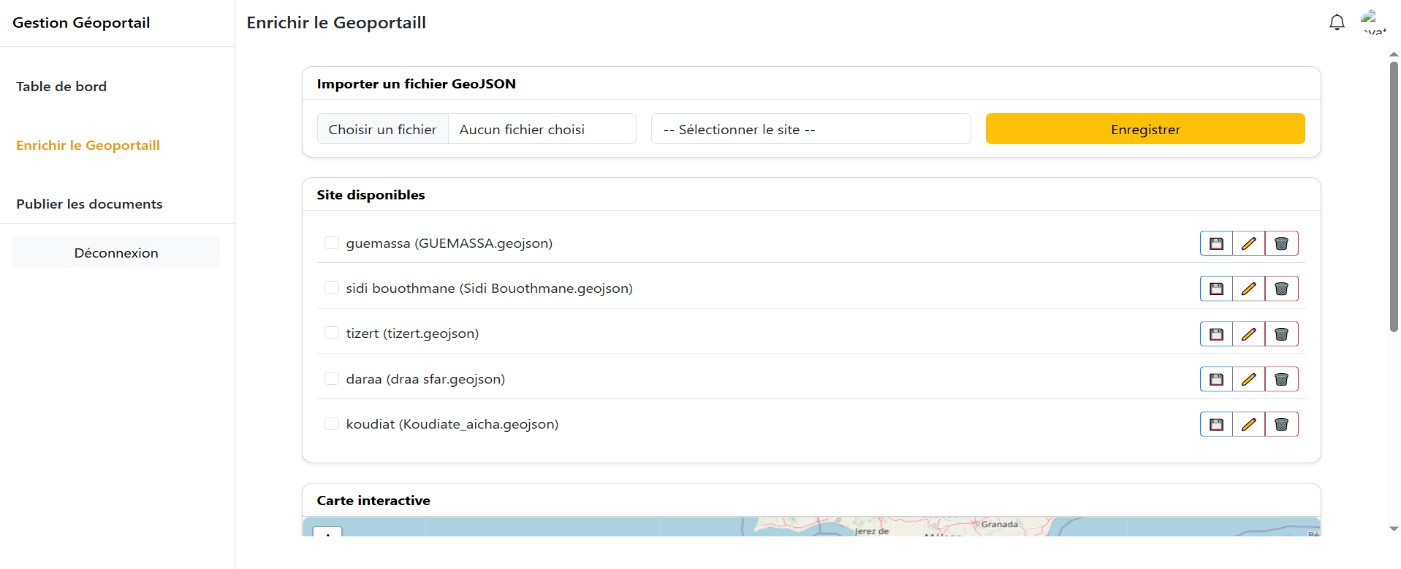 Gestion Géoportail
Enrichir le Geoportaill
Table de bord
Enrichir le Geoportaill
Publier les documents
Déconnexion
Importer un fichier GeoJSON
Choisir un fichier Aucun fichier choisi -- Sélectionner le site -- Enregistrer
Site disponibles
guemassa (GUEMASSA.geojson)
sidi bouothmane (Sidi Bouothmane.geojson)
tizert (tizert.geojson)
daraa (draa sfar.geojson)
koudiat (Koudiate_aicha.geojson)
Carte interactive
Granada
Jerez de